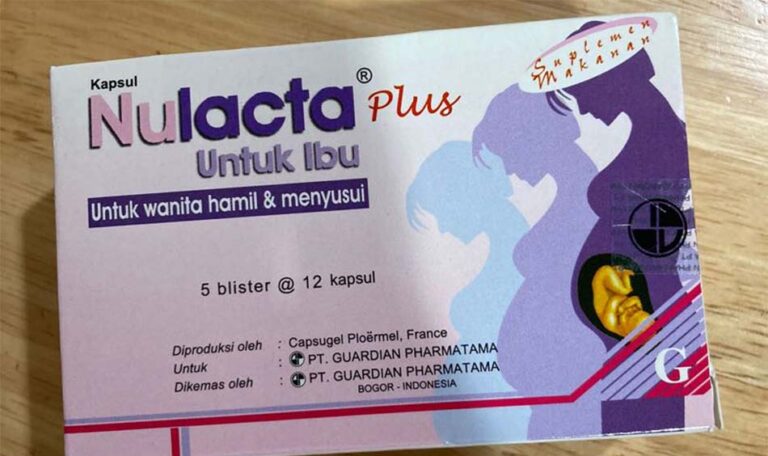 Kapsul
Nulacta® Plus
Untuk Ibu
Untuk wanita hamil & menyusui
Suplemen
Makanan
5 blister @ 12 kapsul
Diproduksi oleh : Capsugel Ploërmel, France
Untuk : PT. GUARDIAN PHARMATAMA
Dikemas oleh : PT. GUARDIAN PHARMATAMA
BOGOR - INDONESIA
G